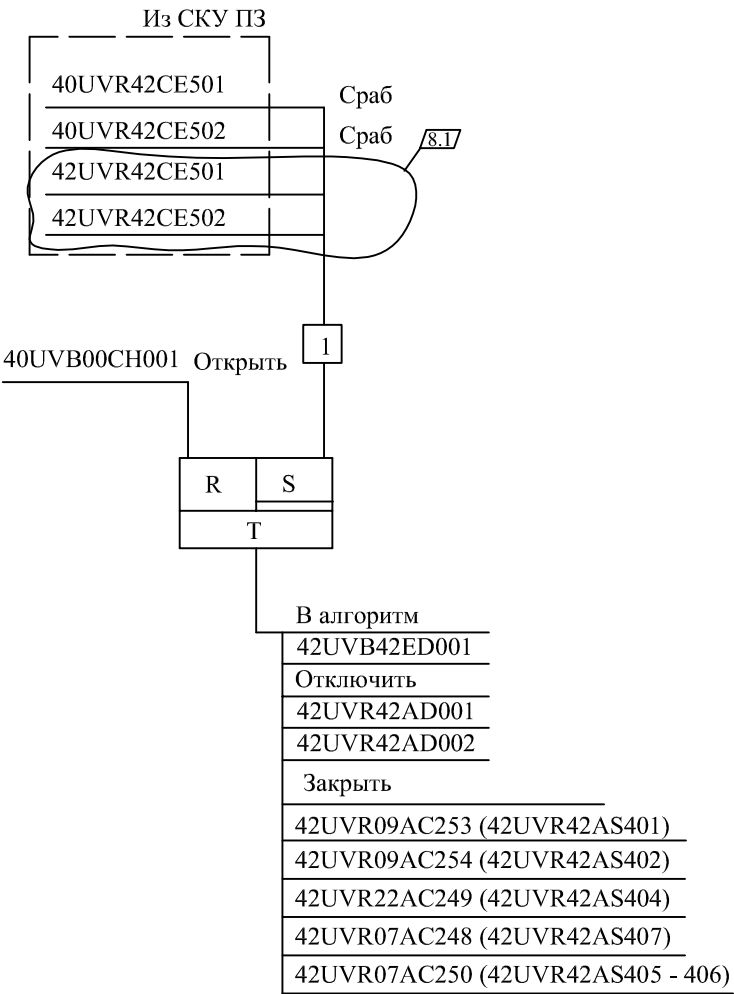 Из СКУ ПЗ
40UVR42CE501
Сраб
40UVR42CE502
Сраб
8.1
42UVR42CE501
42UVR42CE502
1
40UVB00CH001 Открыть
R S
T
В алгоритм
42UVB42ED001
Отключить
42UVR42AD001
42UVR42AD002
Закрыть
42UVR09AC253 (42UVR42AS401)
42UVR09AC254 (42UVR42AS402)
42UVR22AC249 (42UVR42AS404)
42UVR07AC248 (42UVR42AS407)
42UVR07AC250 (42UVR42AS405 - 406)